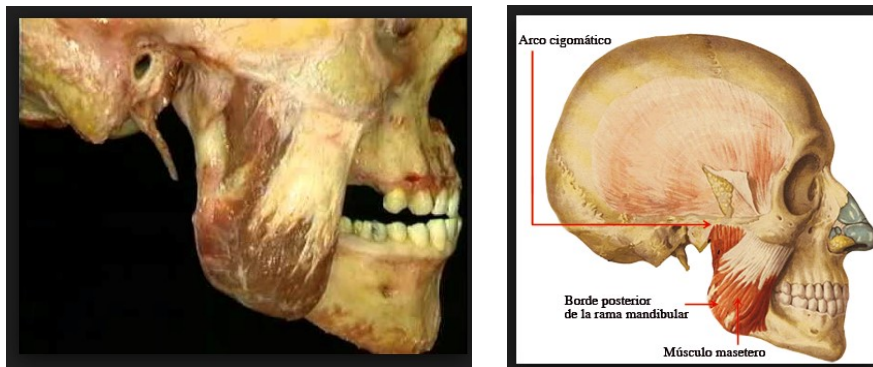 Arco cigomático
Borde posterior
de la rama mandibular
Músculo masetero